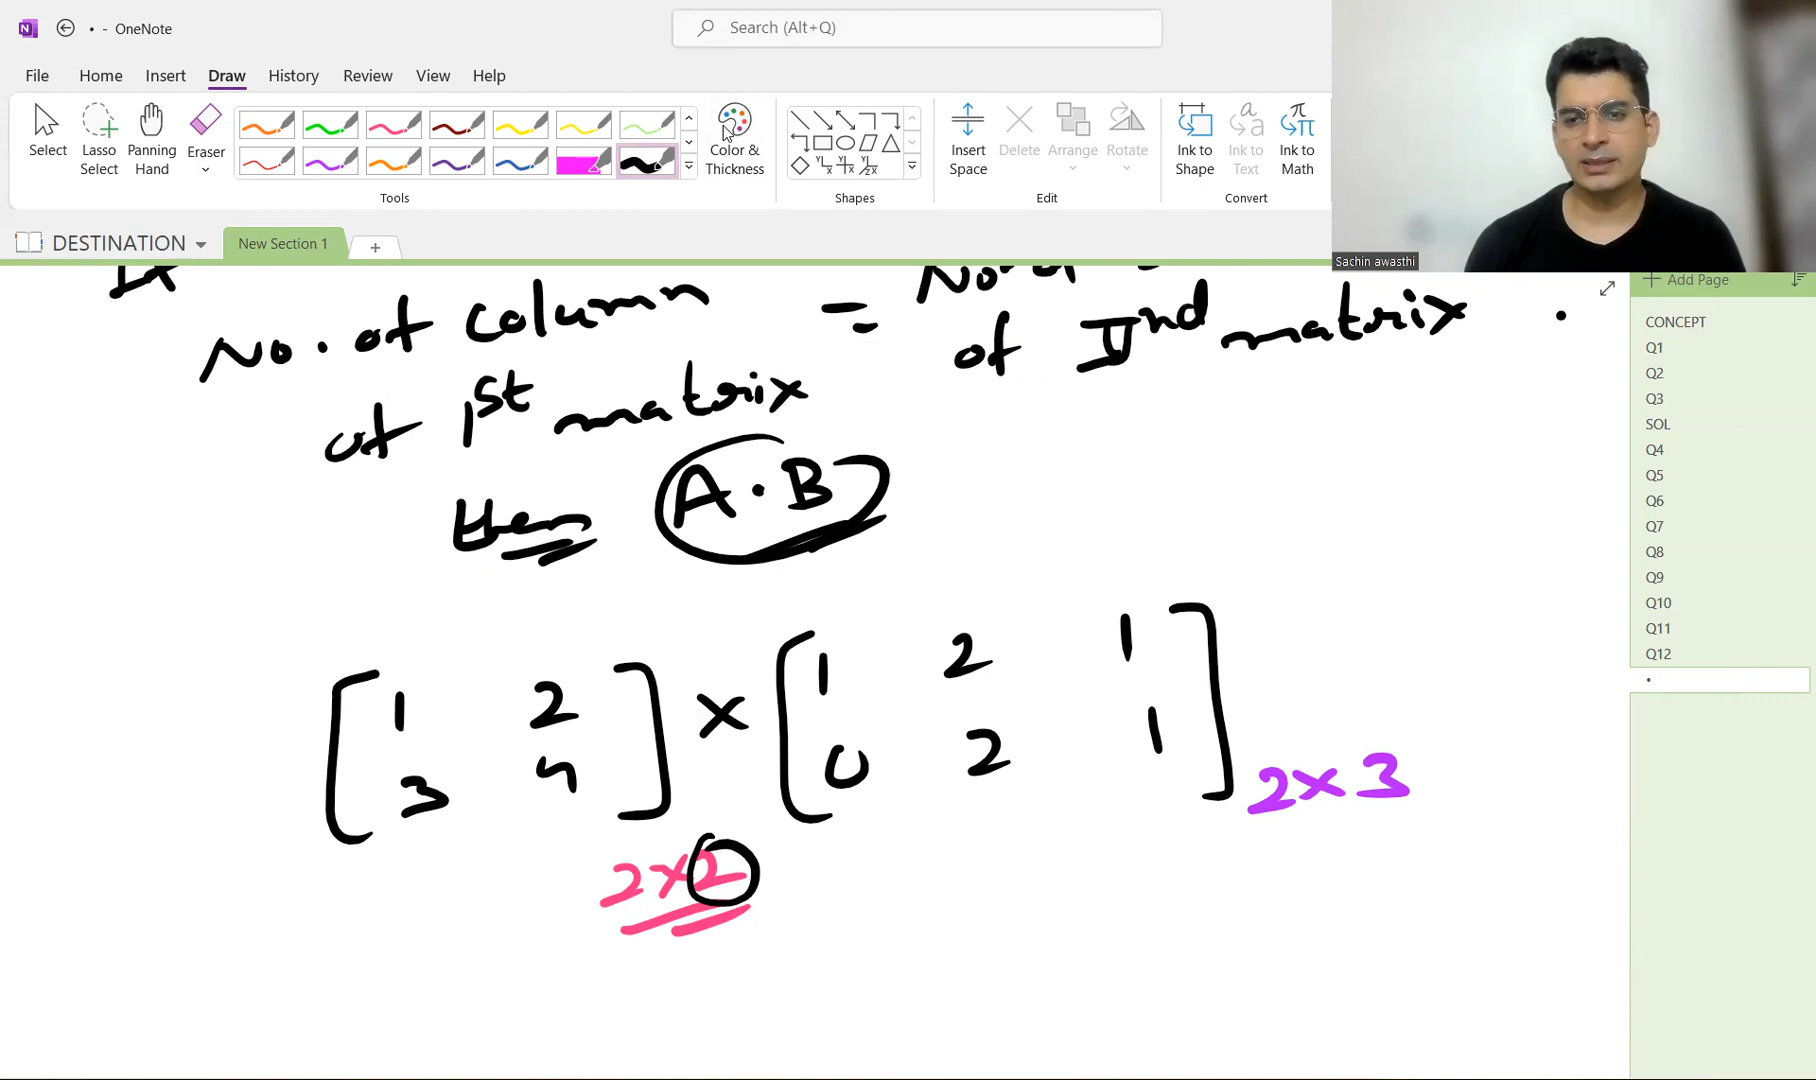 • - OneNote
Search (Alt+Q)
File Home Insert Draw History Review View Help
Select
Lasso Select
Panning Hand
Eraser
Color & Thickness
Insert Space
Delete
Arrange
Rotate
Ink to Shape
Ink to Text
Ink to Math
Tools
Shapes
Edit
Convert
Sachin awasthi
DESTINATION
New Section 1
+
Add Page
CONCEPT
Q1
Q2
Q3
SOL
Q4
Q5
Q6
Q7
Q8
Q9
Q10
Q11
Q12
•
If
No. of column = No. of
of 1st matrix
of IInd matrix .
then A · B
[ 1 2 ] × [ 1 2 1 ]
[ 3 4 ] [ 0 2 1 ]
2×3
2×2